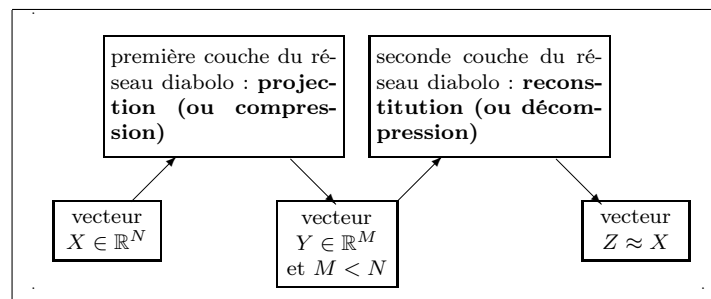 première couche du ré-
seau diabolo : projec-
tion (ou compres-
sion)
seconde couche du ré-
seau diabolo : recons-
titution (ou décom-
pression)
vecteur
X ∈ ℝ^N
vecteur
Y ∈ ℝ^M
et M < N
vecteur
Z ≈ X